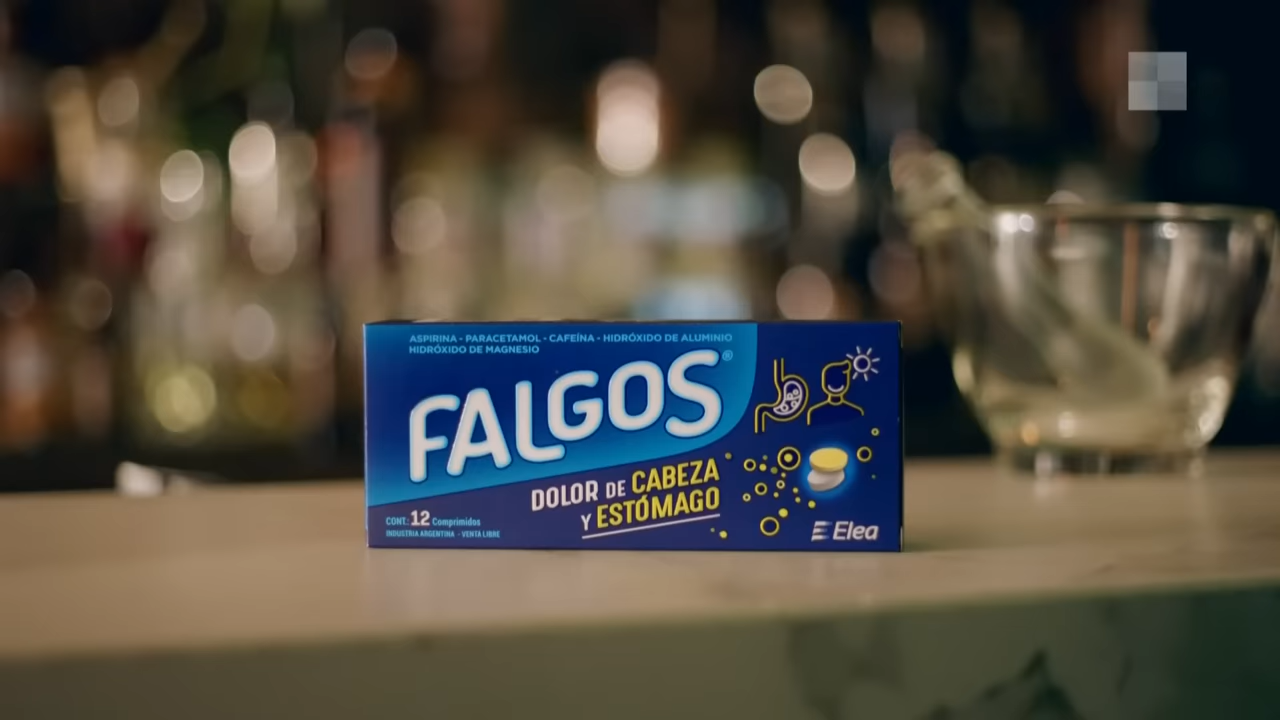 ASPIRINA - PARACETAMOL - CAFEÍNA - HIDRÓXIDO DE ALUMINIO
HIDRÓXIDO DE MAGNESIO
FALGOS®
DOLOR DE CABEZA
Y ESTÓMAGO
CONT.: 12 Comprimidos
INDUSTRIA ARGENTINA - VENTA LIBRE
Elea